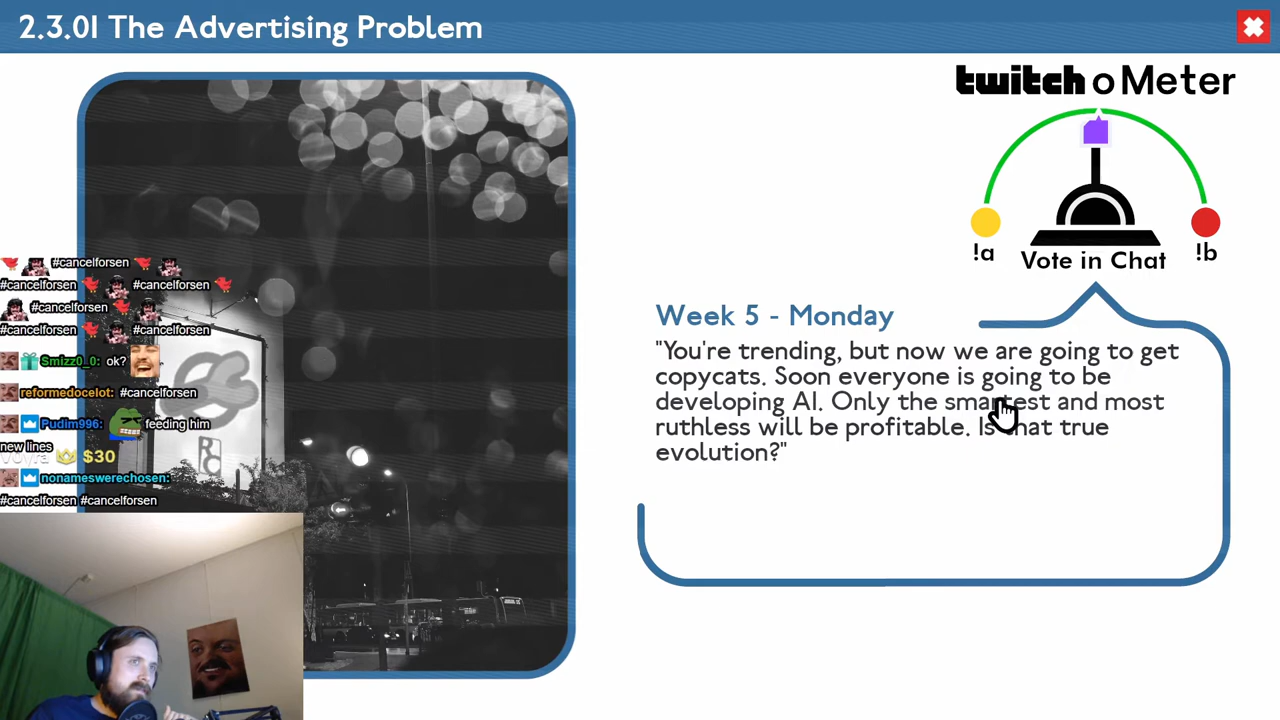 2.3.01 The Advertising Problem
twitch o Meter
!a
!b
Vote in Chat
Week 5 - Monday
"You're trending, but now we are going to get
copycats. Soon everyone is going to be
developing AI. Only the smartest and most
ruthless will be profitable. Is that true
evolution?"
#cancelforsen
#cancelforsen #cancelforsen
#cancelforsen
#cancelforsen #cancelforsen
Smizz0_0: ok?
reformedocelot: #cancelforsen
Pudim996: feeding him
new lines
$30
nonameswerechosen:
#cancelforsen #cancelforsen